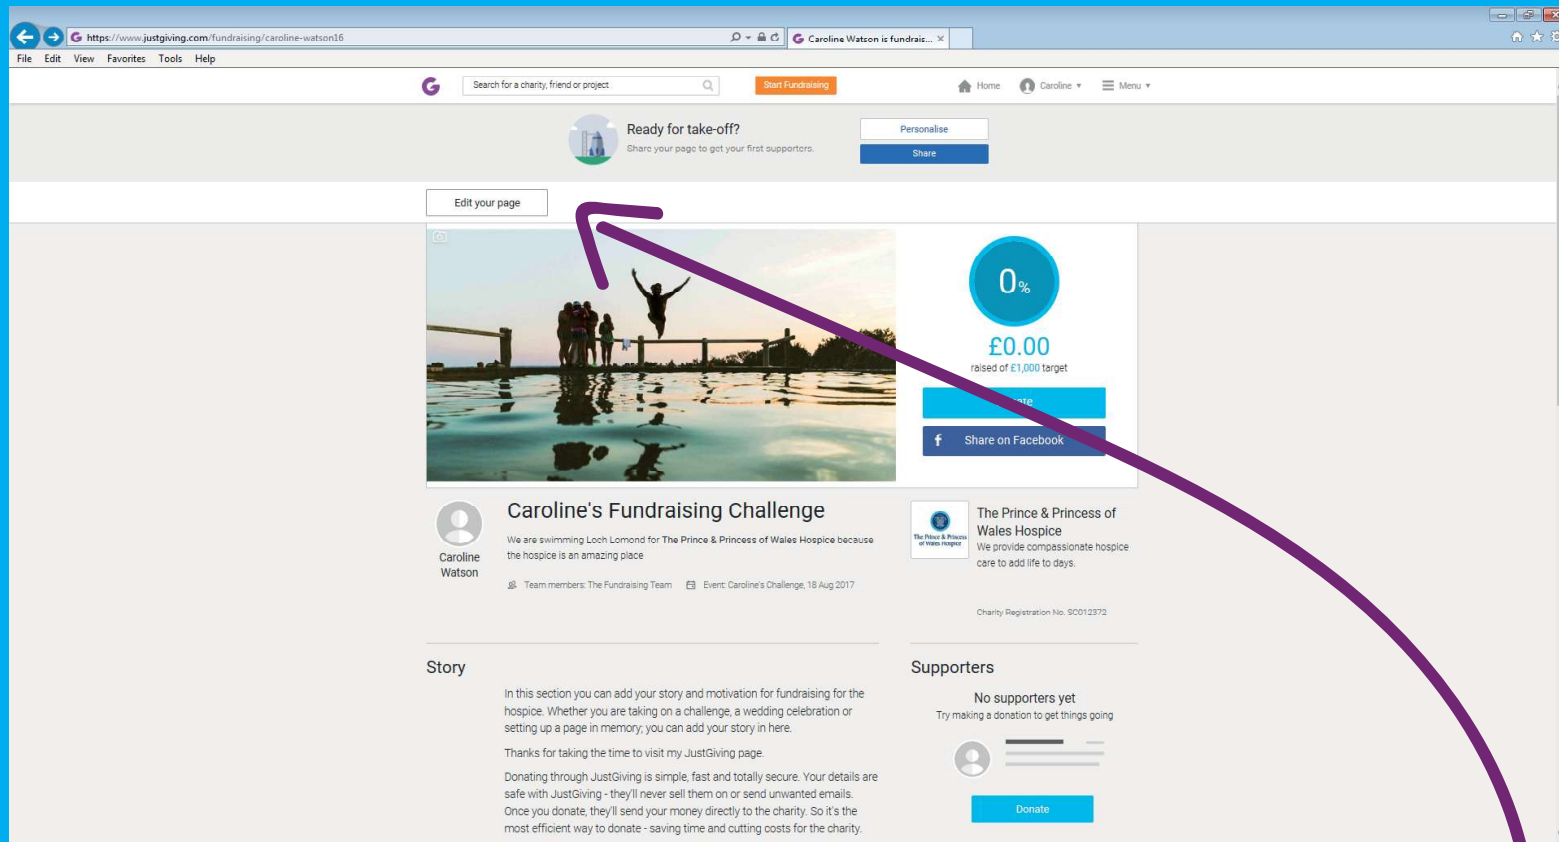 https://www.justgiving.com/fundraising/caroline-watson16
Caroline Watson is fundrais...
File Edit View Favorites Tools Help
G
Search for a charity, friend or project
Start Fundraising
Home
Caroline
Menu
Ready for take-off?
Share your page to get your first supporters.
Personalise
Share
Edit your page
0%
£0.00
raised of £1,000 target
f Share on Facebook
Caroline
Watson
Caroline's Fundraising Challenge
We are swimming Loch Lomond for The Prince & Princess of Wales Hospice because
the hospice is an amazing place
Team members: The Fundraising Team
Event: Caroline's Challenge, 18 Aug 2017
The Prince & Princess
of Wales Hospice
The Prince & Princess of
Wales Hospice
We provide compassionate hospice
care to add life to days.
Charity Registration No. SC012372
Story
In this section you can add your story and motivation for fundraising for the
hospice. Whether you are taking on a challenge, a wedding celebration or
setting up a page in memory; you can add your story in here.
Thanks for taking the time to visit my JustGiving page.
Donating through JustGiving is simple, fast and totally secure. Your details are
safe with JustGiving - they'll never sell them on or send unwanted emails.
Once you donate, they'll send your money directly to the charity. So it's the
most efficient way to donate - saving time and cutting costs for the charity.
Supporters
No supporters yet
Try making a donation to get things going
Donate